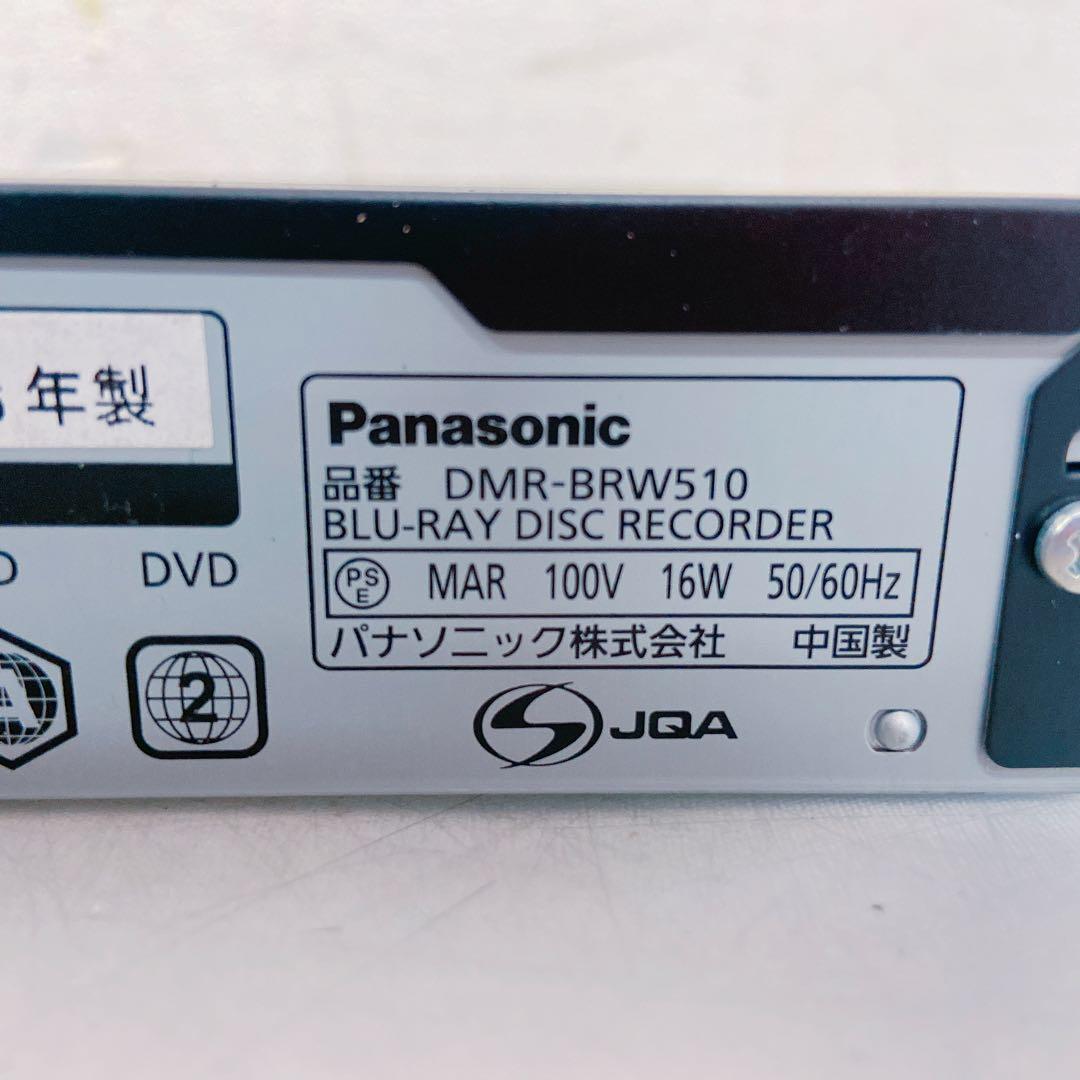 年製
Panasonic
品番 DMR-BRW510
BLU-RAY DISC RECORDER
PSE MAR 100V 16W 50/60Hz
パナソニック株式会社 中国製
DVD
A
2
JQA